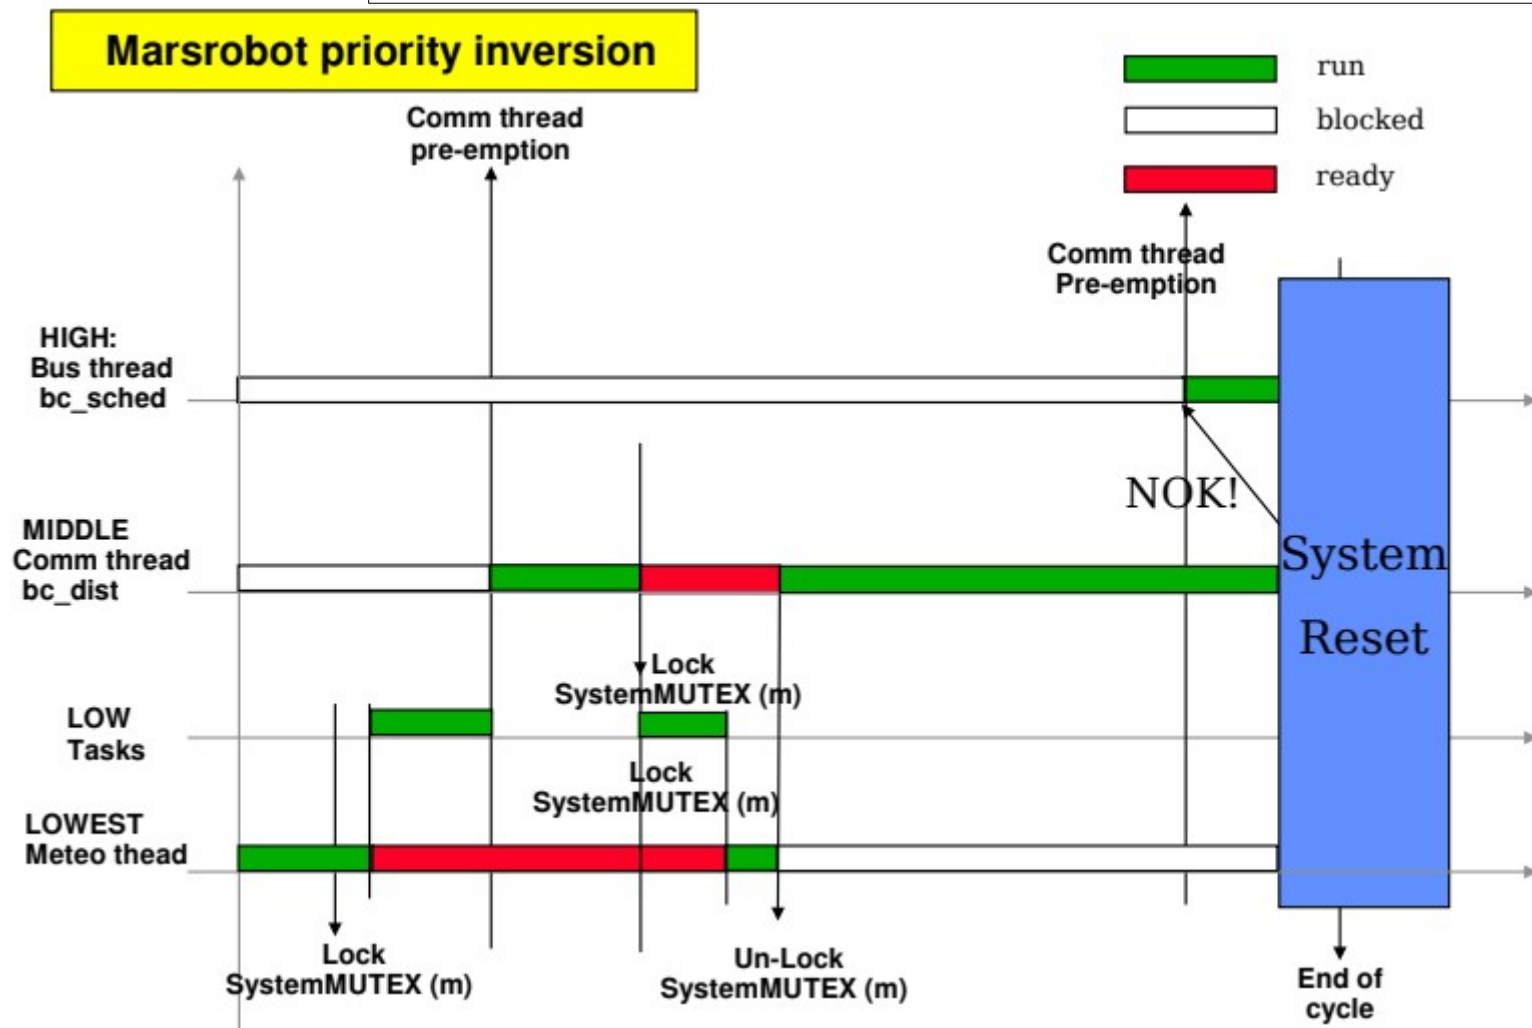 Marsrobot priority inversion
run
blocked
ready
Comm thread
pre-emption
Comm thread
Pre-emption
HIGH:
Bus thread
bc_sched
NOK!
MIDDLE
Comm thread
bc_dist
System
Reset
Lock
SystemMUTEX (m)
LOW
Tasks
Lock
SystemMUTEX (m)
LOWEST
Meteo thead
Lock
SystemMUTEX (m)
Un-Lock
SystemMUTEX (m)
End of
cycle